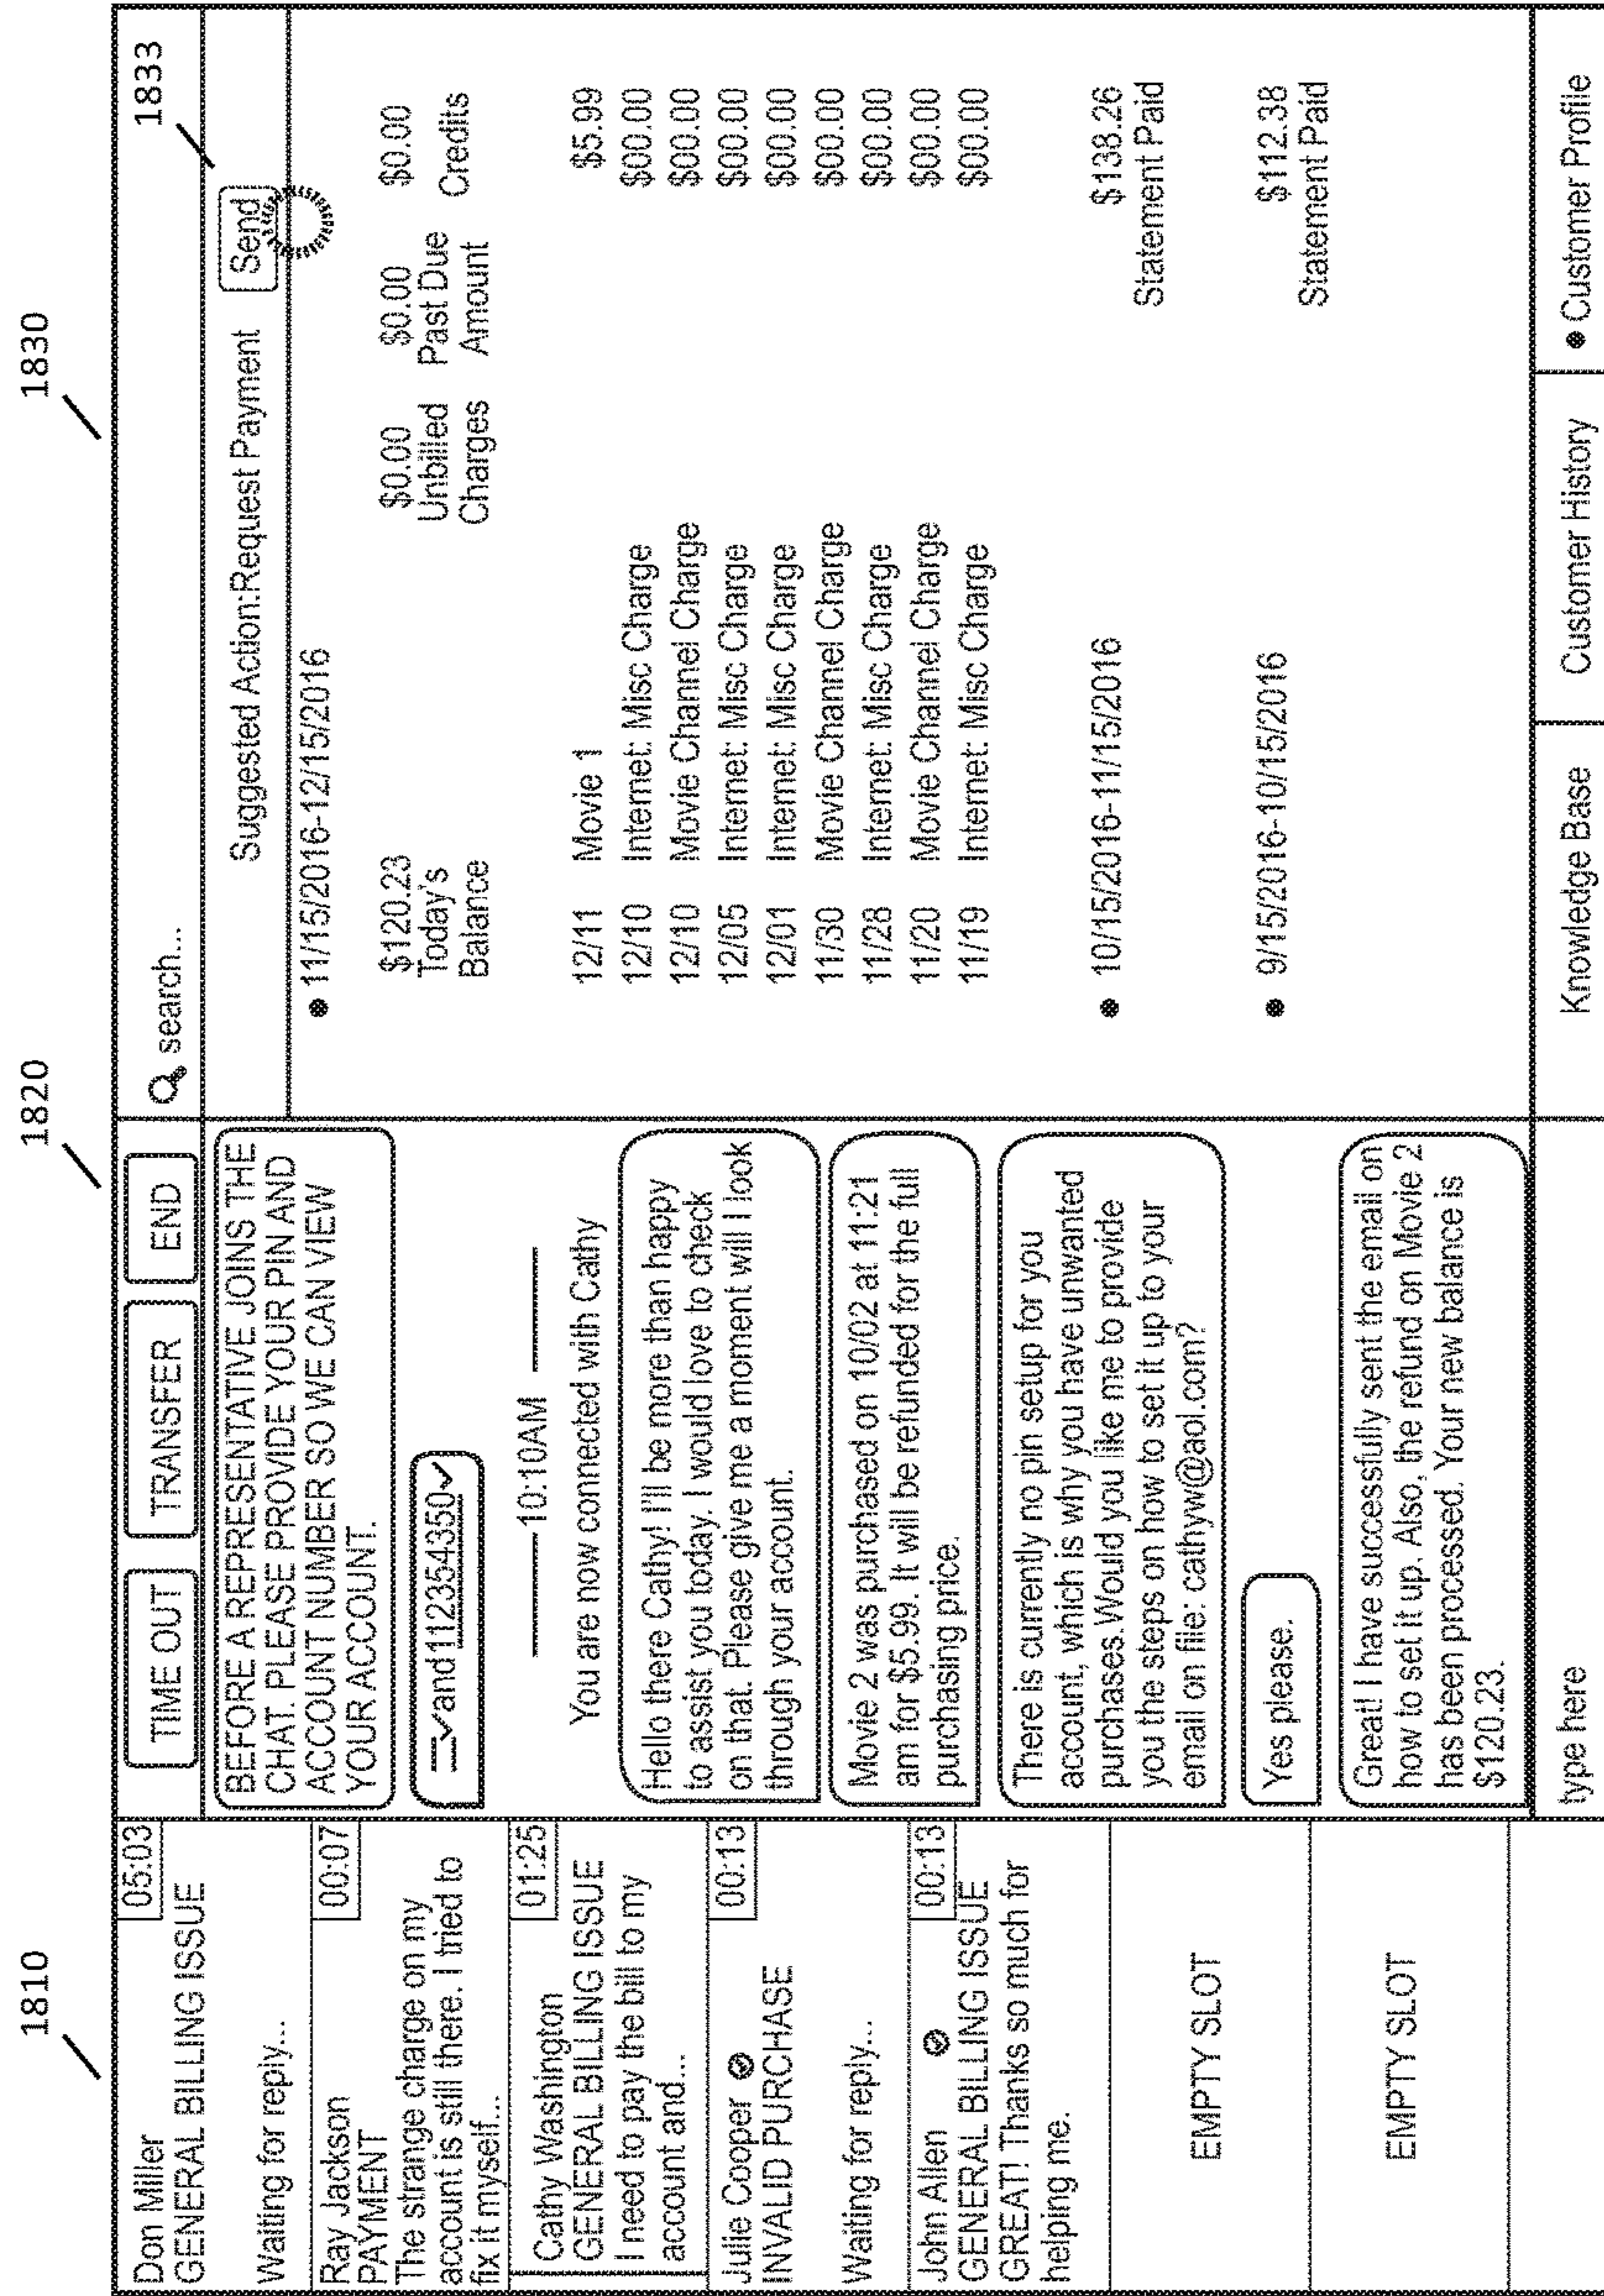 1810
1820
1830
Don Miller
05:03
GENERAL BILLING ISSUE
Waiting for reply...
Ray Jackson
00:07
PAYMENT
The strange charge on my
account is still there. I tried to
fix it myself...
Cathy Washington
01:25
GENERAL BILLING ISSUE
I need to pay the bill to my
account and...
Julie Cooper
00:13
INVALID PURCHASE
Waiting for reply...
John Allen
00:13
GENERAL BILLING ISSUE
GREAT! Thanks so much for
helping me.
EMPTY SLOT
EMPTY SLOT
TIME OUT
TRANSFER
END
BEFORE A REPRESENTATIVE JOINS THE
CHAT. PLEASE PROVIDE YOUR PIN AND
ACCOUNT NUMBER SO WE CAN VIEW
YOUR ACCOUNT.
and 112354350
10:10AM
You are now connected with Cathy
Hello there Cathy! I'll be more than happy
to assist you today. I would love to check
on that. Please give me a moment will I look
through your account.
Movie 2 was purchased on 10/02 at 11:21
am for $5.99. It will be refunded for the full
purchasing price.
There is currently no pin setup for you
account, which is why you have unwanted
purchases. Would you like me to provide
you the steps on how to set it up to your
email on file: cathyw@aol.com?
Yes please.
Great! I have successfully sent the email on
how to set it up. Also, the refund on Movie 2
has been processed. Your new balance is
$120.23.
type here
search...
1833
Suggested Action:Request Payment
Send
• 11/15/2016-12/15/2016
$120.23 $0.00 $0.00 $0.00
Today's Unbilled Past Due Credits
Balance Charges Amount
12/11 Movie 1 $5.99
12/10 Internet: Misc Charge $00.00
12/10 Movie Channel Charge $00.00
12/05 Internet: Misc Charge $00.00
12/01 Internet: Misc Charge $00.00
11/30 Movie Channel Charge $00.00
11/28 Internet: Misc Charge $00.00
11/20 Movie Channel Charge $00.00
11/19 Internet: Misc Charge $00.00
• 10/15/2016-11/15/2016 $138.26
Statement Paid
• 9/15/2016-10/15/2016 $112.38
Statement Paid
Knowledge Base
Customer History
• Customer Profile